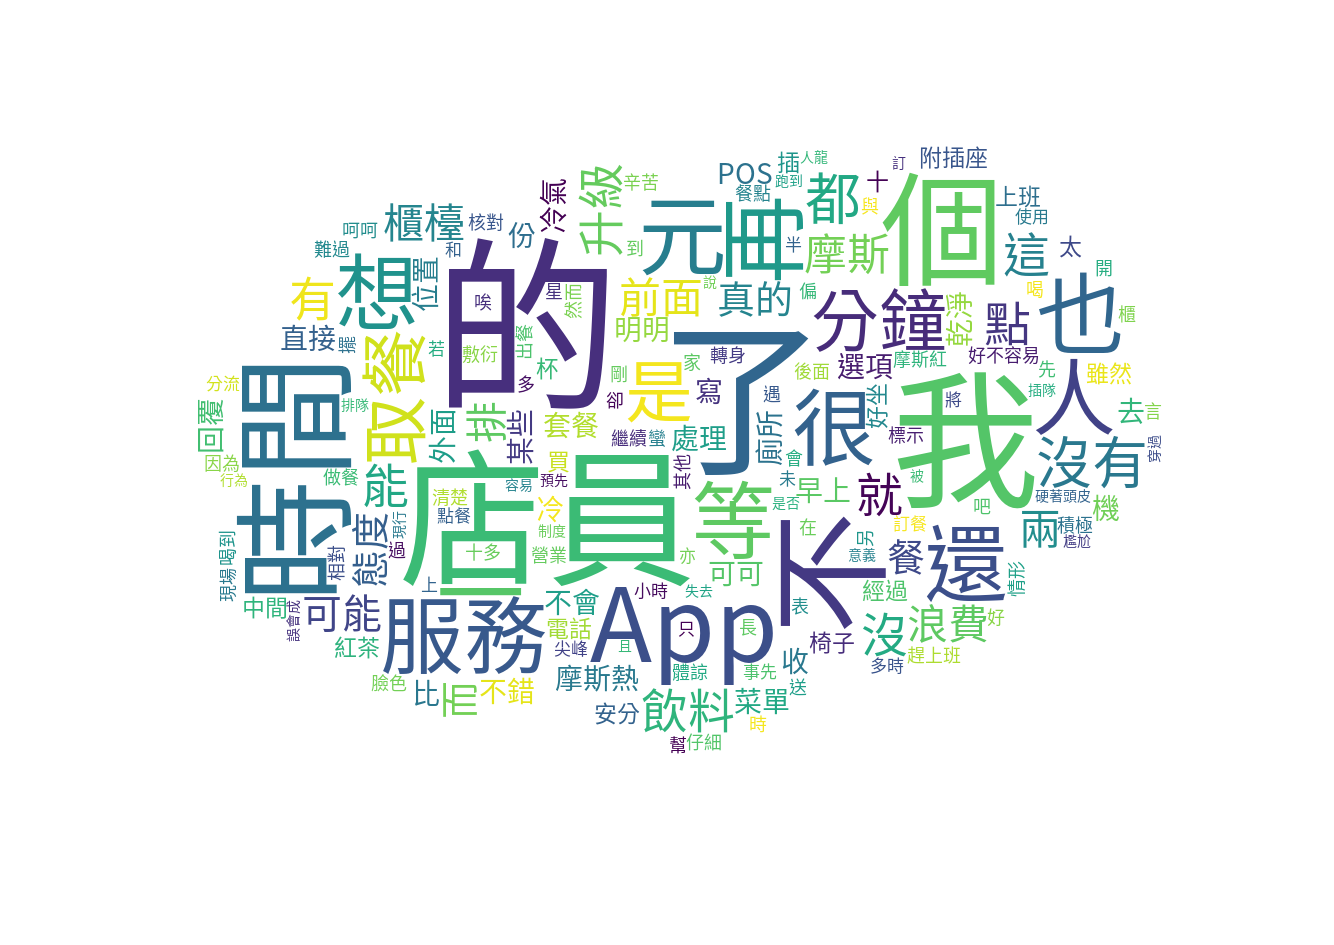 人龍
插
訂
附插座
POS
跑到
十
辛苦
餐點
都
個
上班
升級
冷氣
元
再
與
使用
櫃檯
核對
份
呵呵
難過
和
到
半
摩斯
這
太
想
位置
的
星
然而
前面
說
真的
偏
開
有
唉
明明
分鐘
乾淨
點
喝
也
櫃
直接
擺
取餐
若
敷衍
出餐
杯
多
了
家
轉身
選項
摩斯紅
好不容易
先
雖然
分流
時間
是
剛
卻
寫
後面
遇
很
好坐
將
我
人
插隊
去
言
排隊
回覆
外面
排
某些
套餐
繼續
蠻
處理
廁所
標示
沒有
穿過
因為
行為
做餐
能
店員
買
預先
其他
會
未
容易
清楚
點餐
冷
等
早上
就
被
硬著頭皮
機
是否
吧
現行
態度
過
制度
十多
營業
在
不
訂餐
另
意義
餐
還
兩
積極
尷尬
現場
喝到
相對
亦
可可
情形
中間
誤會成
可能
上
服務
不會
小時
失去
App
只
長
表
經過
沒
浪費
好
紅茶
電話
尖峰
且
椅子
趕上班
多時
臉色
比
而
不錯
摩斯熱
體諒
事先
收
送
安分
飲料
菜單
時
幫
仔細